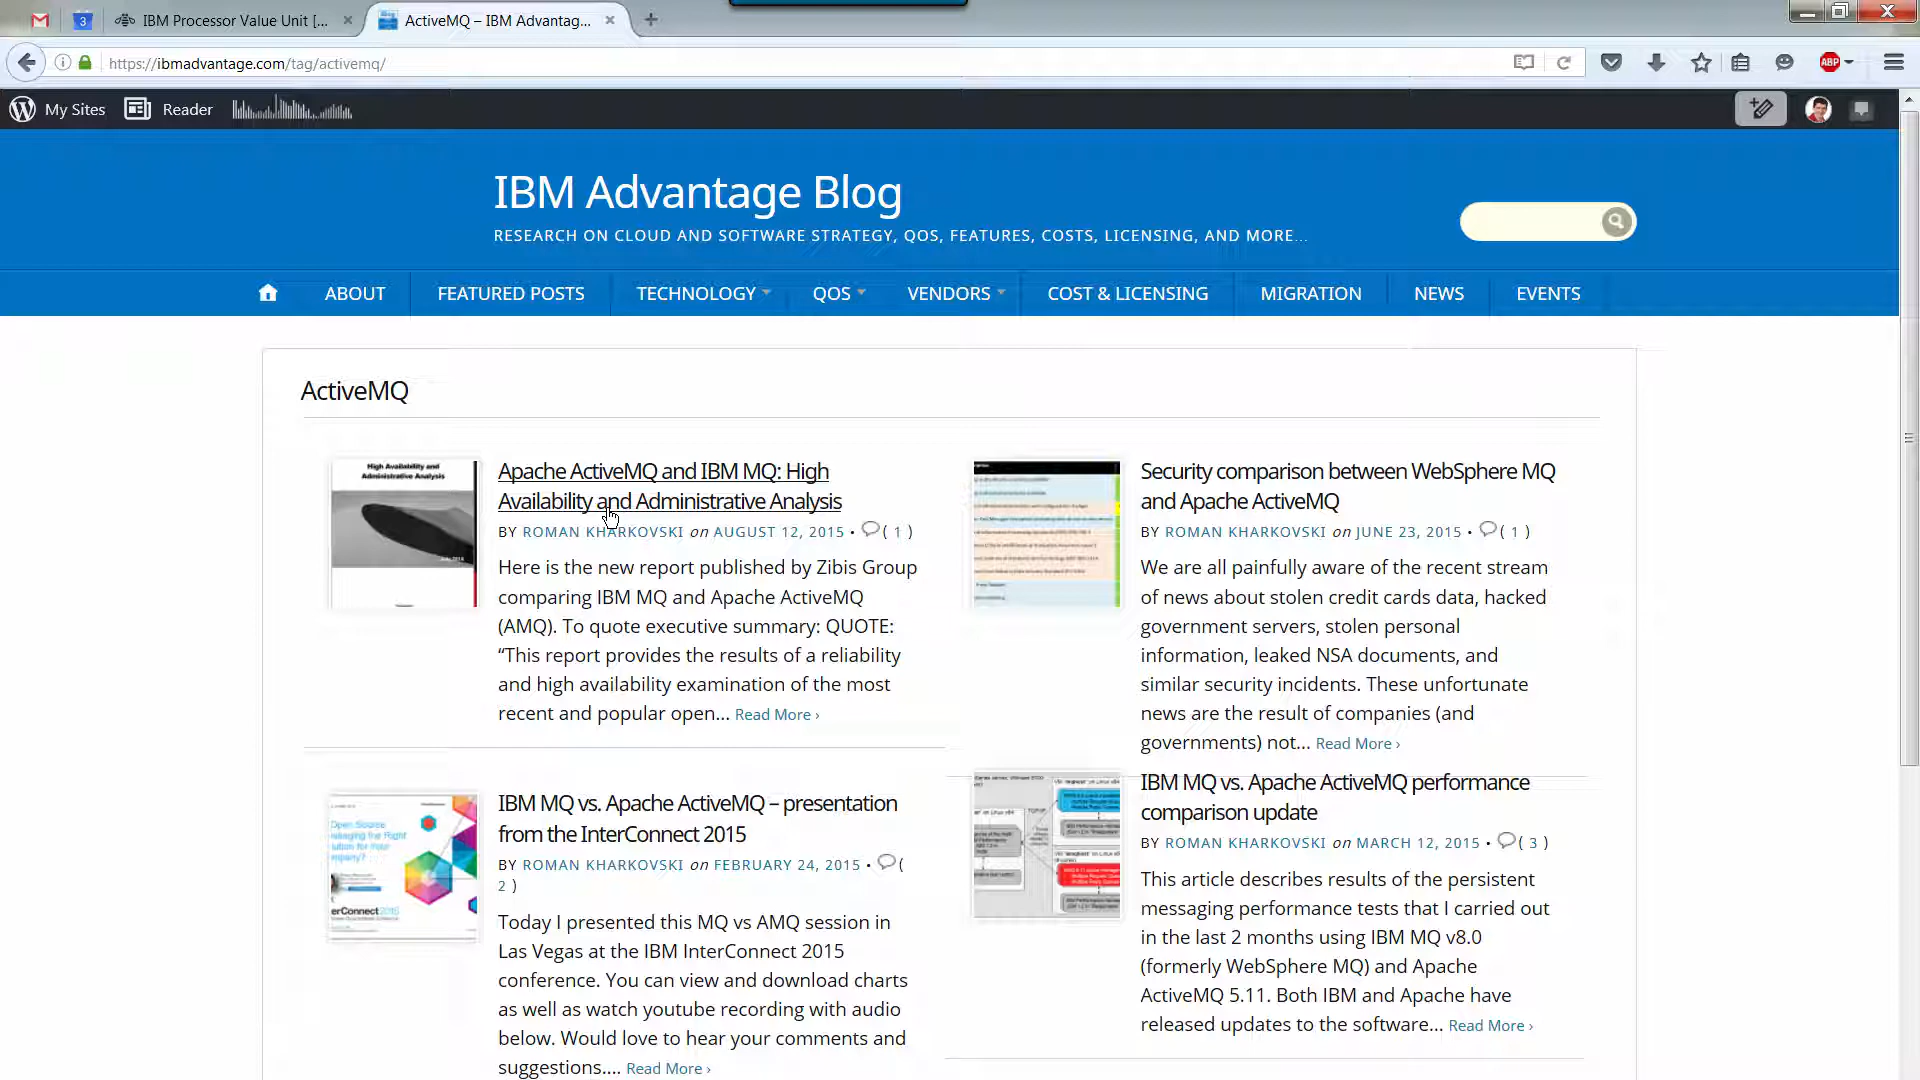 3
IBM Processor Value Unit [...
ActiveMQ – IBM Advantag...
https://ibmadvantage.com/tag/activemq/
ABP
My Sites
Reader
IBM Advantage Blog
RESEARCH ON CLOUD AND SOFTWARE STRATEGY, QOS, FEATURES, COSTS, LICENSING, AND MORE...
ABOUT
FEATURED POSTS
TECHNOLOGY
QOS
VENDORS
COST & LICENSING
MIGRATION
NEWS
EVENTS
ActiveMQ
High Availability and
Administrative Analysis
Apache ActiveMQ and IBM MQ: High
Availability and Administrative Analysis
BY ROMAN KHARKOVSKI on AUGUST 12, 2015 • ( 1 )
Here is the new report published by Zibis Group
comparing IBM MQ and Apache ActiveMQ
(AMQ). To quote executive summary: QUOTE:
“This report provides the results of a reliability
and high availability examination of the most
recent and popular open... Read More ›
Security comparison between WebSphere MQ
and Apache ActiveMQ
BY ROMAN KHARKOVSKI on JUNE 23, 2015 • ( 1 )
We are all painfully aware of the recent stream
of news about stolen credit cards data, hacked
government servers, stolen personal
information, leaked NSA documents, and
similar security incidents. These unfortunate
news are the result of companies (and
governments) not... Read More ›
IBM MQ vs. Apache ActiveMQ – presentation
from the InterConnect 2015
BY ROMAN KHARKOVSKI on FEBRUARY 24, 2015 • (
2 )
Today I presented this MQ vs AMQ session in
Las Vegas at the IBM InterConnect 2015
conference. You can view and download charts
as well as watch youtube recording with audio
below. Would love to hear your comments and
suggestions.... Read More ›
IBM MQ vs. Apache ActiveMQ performance
comparison update
BY ROMAN KHARKOVSKI on MARCH 12, 2015 • ( 3 )
This article describes results of the persistent
messaging performance tests that I carried out
in the last 2 months using IBM MQ v8.0
(formerly WebSphere MQ) and Apache
ActiveMQ 5.11. Both IBM and Apache have
released updates to the software... Read More ›